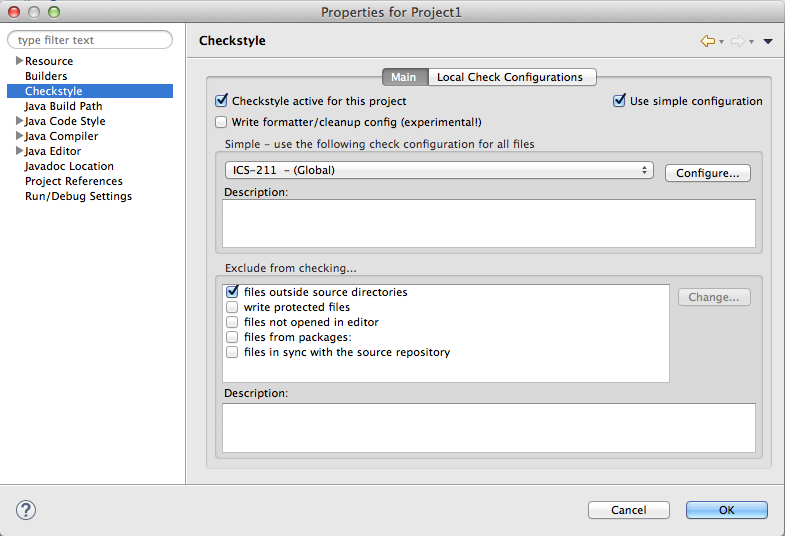 Properties for Project1
type filter text
Resource
Builders
Checkstyle
Java Build Path
Java Code Style
Java Compiler
Java Editor
Javadoc Location
Project References
Run/Debug Settings
Checkstyle
Main Local Check Configurations
Checkstyle active for this project Use simple configuration
Write formatter/cleanup config (experimental!)
Simple – use the following check configuration for all files
ICS-211 – (Global) Configure...
Description:
Exclude from checking...
files outside source directories Change...
write protected files
files not opened in editor
files from packages:
files in sync with the source repository
Description:
? Cancel OK